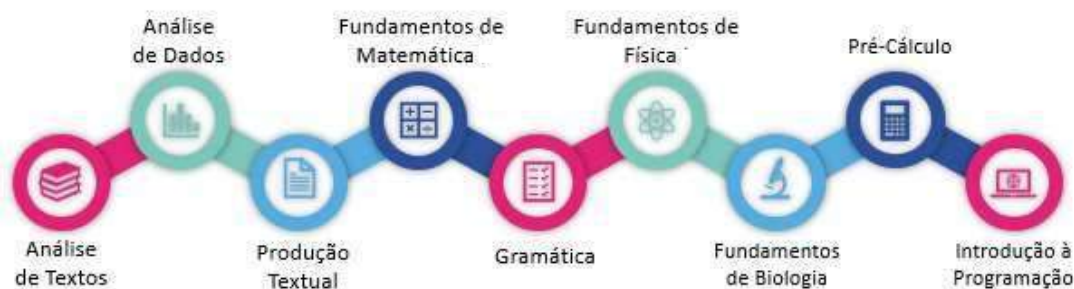 Análise
de Dados
Fundamentos de
Matemática
Fundamentos de
Física
Pré-Cálculo
Análise
de Textos
Produção
Textual
Gramática
Fundamentos
de Biologia
Introdução à
Programação